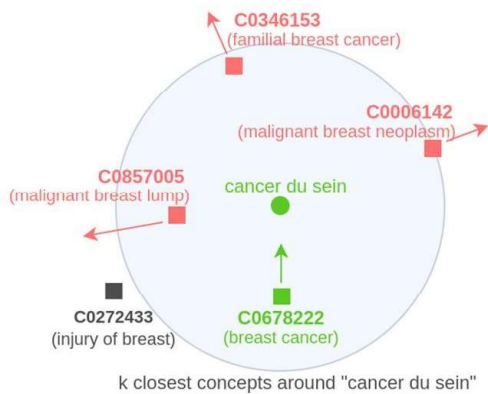 C0346153
(familial breast cancer)
C0006142
(malignant breast neoplasm)
C0857005
(malignant breast lump)
cancer du sein
C0272433
(injury of breast)
C0678222
(breast cancer)
k closest concepts around "cancer du sein"